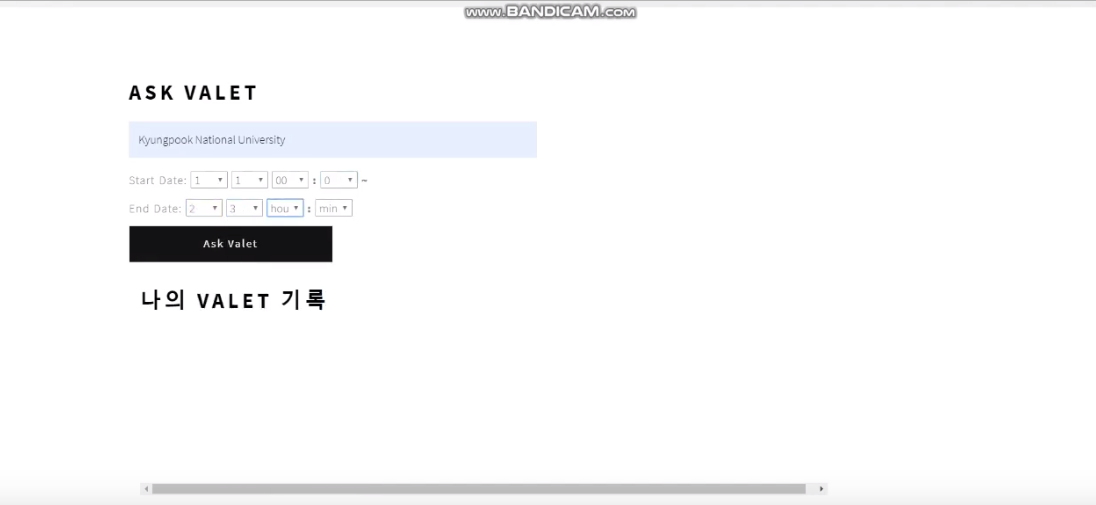 www.BANDICAM.com
ASK VALET
Kyungpook National University
Start Date: 1 1 00 : 0 ~
End Date: 2 3 hou : min
Ask Valet
나의 VALET 기록